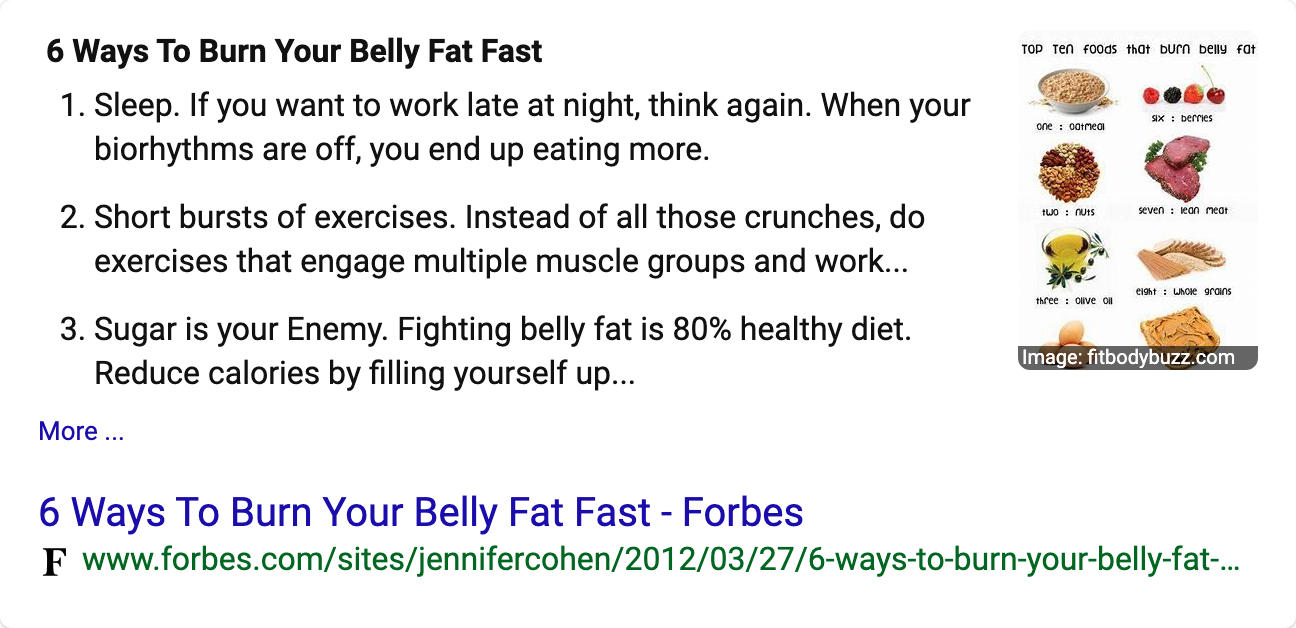 6 Ways To Burn Your Belly Fat Fast
1. Sleep. If you want to work late at night, think again. When your
biorhythms are off, you end up eating more.
2. Short bursts of exercises. Instead of all those crunches, do
exercises that engage multiple muscle groups and work...
3. Sugar is your Enemy. Fighting belly fat is 80% healthy diet.
Reduce calories by filling yourself up...
More ...
TOP Ten foods that burn belly fat
one : oatmeal
six : berries
two : nuts
seven : lean meat
three : olive oil
eight : whole grains
Image: fitbodybuzz.com
6 Ways To Burn Your Belly Fat Fast - Forbes
F www.forbes.com/sites/jennifercohen/2012/03/27/6-ways-to-burn-your-belly-fat-...